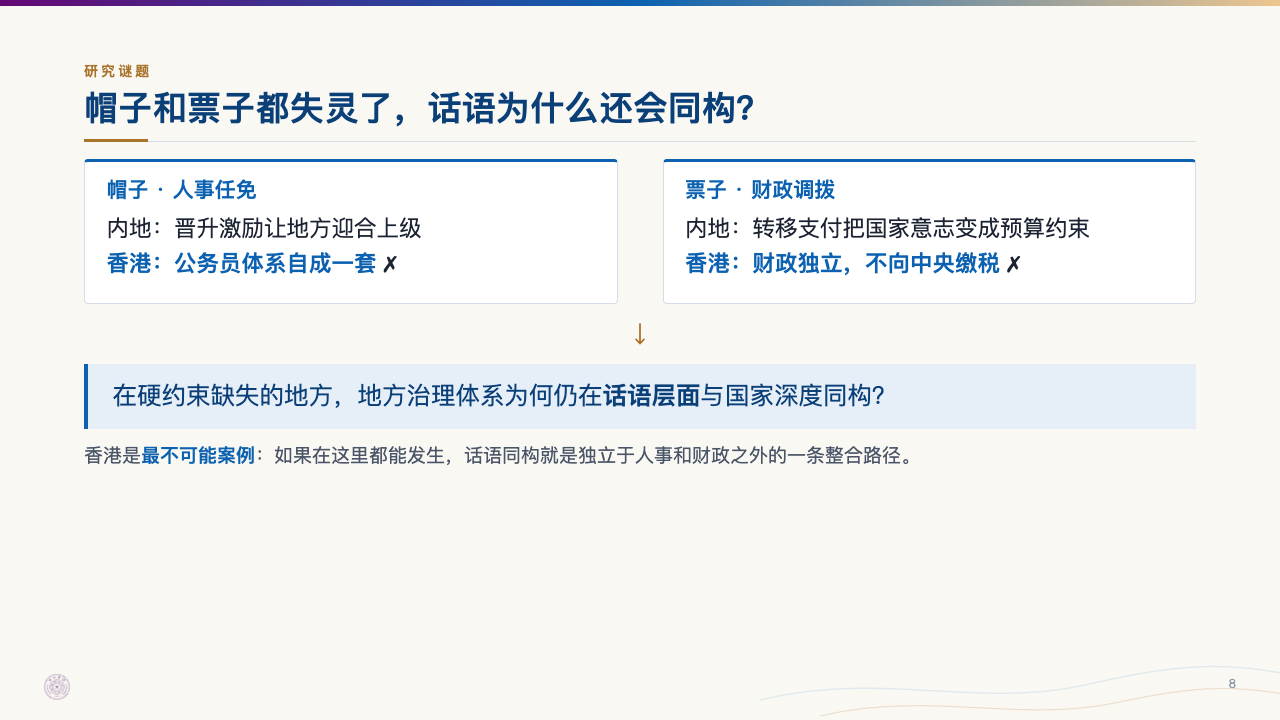 研究谜题
帽子和票子都失灵了，话语为什么还会同构？
帽子 · 人事任免
内地：晋升激励让地方迎合上级
香港：公务员体系自成一套 ✗
票子 · 财政调拨
内地：转移支付把国家意志变成预算约束
香港：财政独立，不向中央缴税 ✗
↓
在硬约束缺失的地方，地方治理体系为何仍在话语层面与国家深度同构？
香港是最不可能案例：如果在这里都能发生，话语同构就是独立于人事和财政之外的一条整合路径。
8